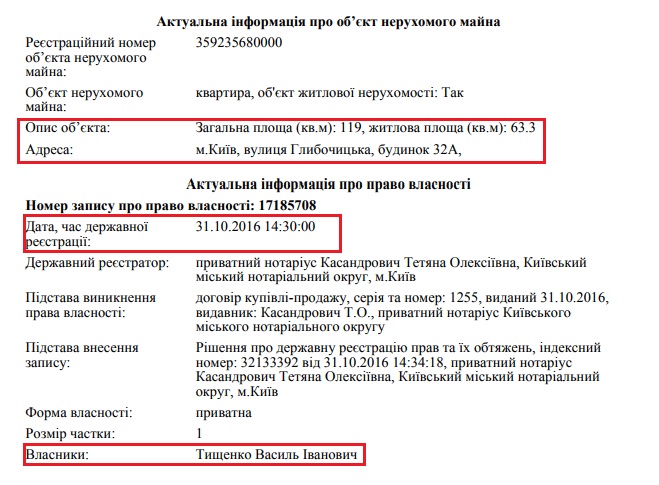 Актуальна інформація про об’єкт нерухомого майна
Реєстраційний номер 359235680000
об’єкта нерухомого
майна:
Об’єкт нерухомого квартира, об'єкт житлової нерухомості: Так
майна:
Опис об’єкта: Загальна площа (кв.м): 119, житлова площа (кв.м): 63.3
Адреса: м.Київ, вулиця Глибочицька, будинок 32А,
Актуальна інформація про право власності
Номер запису про право власності: 17185708
Дата, час державної 31.10.2016 14:30:00
реєстрації:
Державний реєстратор: приватний нотаріус Касандрович Тетяна Олексіївна, Київський
міський нотаріальний округ, м.Київ
Підстава виникнення договір купівлі-продажу, серія та номер: 1255, виданий 31.10.2016,
права власності: видавник: Касандрович Т.О., приватний нотаріус Київського
міського нотаріального округу
Підстава внесення Рішення про державну реєстрацію прав та їх обтяжень, індексний
запису: номер: 32133392 від 31.10.2016 14:34:18, приватний нотаріус
Касандрович Тетяна Олексіївна, Київський міський нотаріальний
округ, м.Київ
Форма власності: приватна
Розмір частки: 1
Власники: Тищенко Василь Іванович